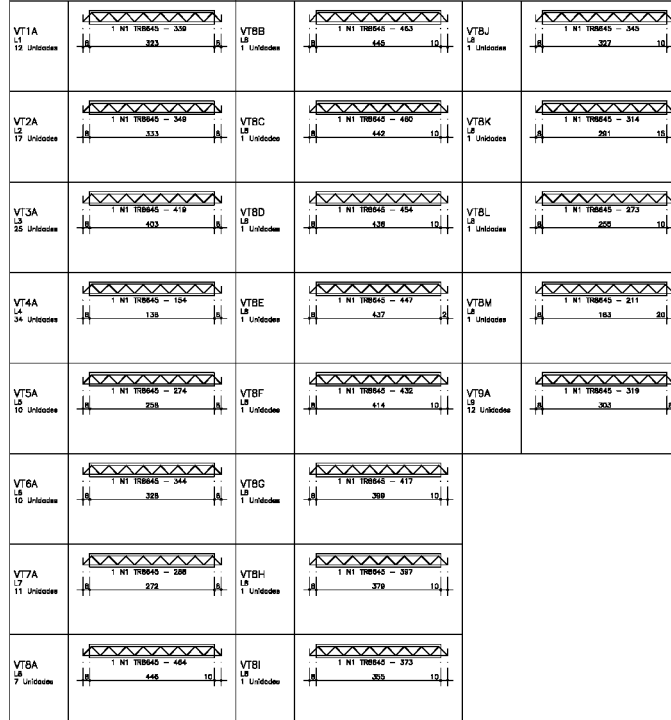 VT1A
L1
12 Unidades
1 N1 TR8645 - 339
8 323 8
VT2A
L2
17 Unidades
1 N1 TR8645 - 349
8 333 8
VT3A
L3
25 Unidades
1 N1 TR8645 - 419
8 403 8
VT4A
L4
34 Unidades
1 N1 TR8645 - 154
8 138 8
VT5A
L5
10 Unidades
1 N1 TR8645 - 274
8 258 8
VT6A
L6
10 Unidades
1 N1 TR8645 - 344
8 328 8
VT7A
L7
11 Unidades
1 N1 TR8645 - 288
8 272 8
VT8A
L8
7 Unidades
1 N1 TR8645 - 464
8 446 10
VT8B
L8
1 Unidades
1 N1 TR8645 - 463
8 445 10
VT8C
L8
1 Unidades
1 N1 TR8645 - 460
8 442 10
VT8D
L8
1 Unidades
1 N1 TR8645 - 454
8 436 10
VT8E
L8
1 Unidades
1 N1 TR8645 - 447
8 437 2
VT8F
L8
1 Unidades
1 N1 TR8645 - 432
8 414 10
VT8G
L8
1 Unidades
1 N1 TR8645 - 417
8 399 10
VT8H
L8
1 Unidades
1 N1 TR8645 - 397
8 379 10
VT8I
L8
1 Unidades
1 N1 TR8645 - 373
8 355 10
VT8J
L8
1 Unidades
1 N1 TR8645 - 345
8 327 10
VT8K
L8
1 Unidades
1 N1 TR8645 - 314
8 291 15
VT8L
L8
1 Unidades
1 N1 TR8645 - 273
8 255 10
VT8M
L8
1 Unidades
1 N1 TR8645 - 211
8 183 20
VT9A
L9
12 Unidades
1 N1 TR8645 - 319
8 303